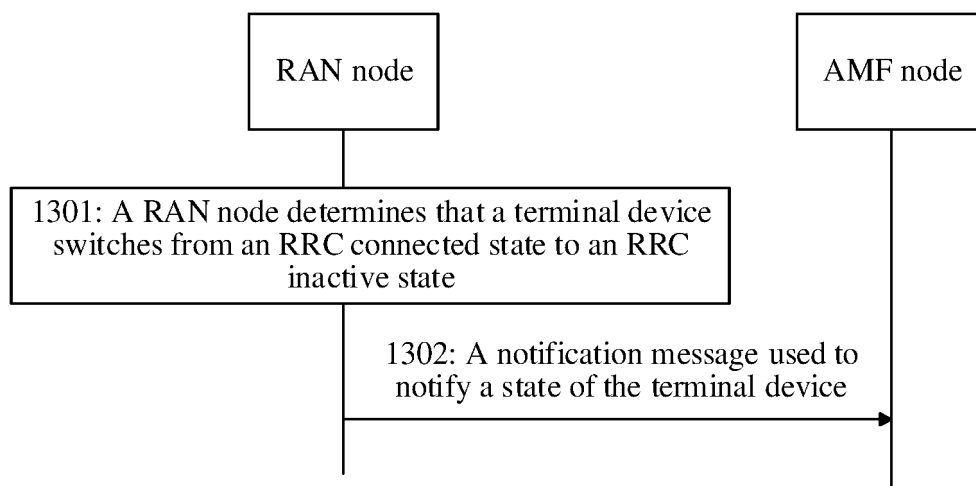 RAN node
AMF node
1301: A RAN node determines that a terminal device
switches from an RRC connected state to an RRC
inactive state
1302: A notification message used to
notify a state of the terminal device